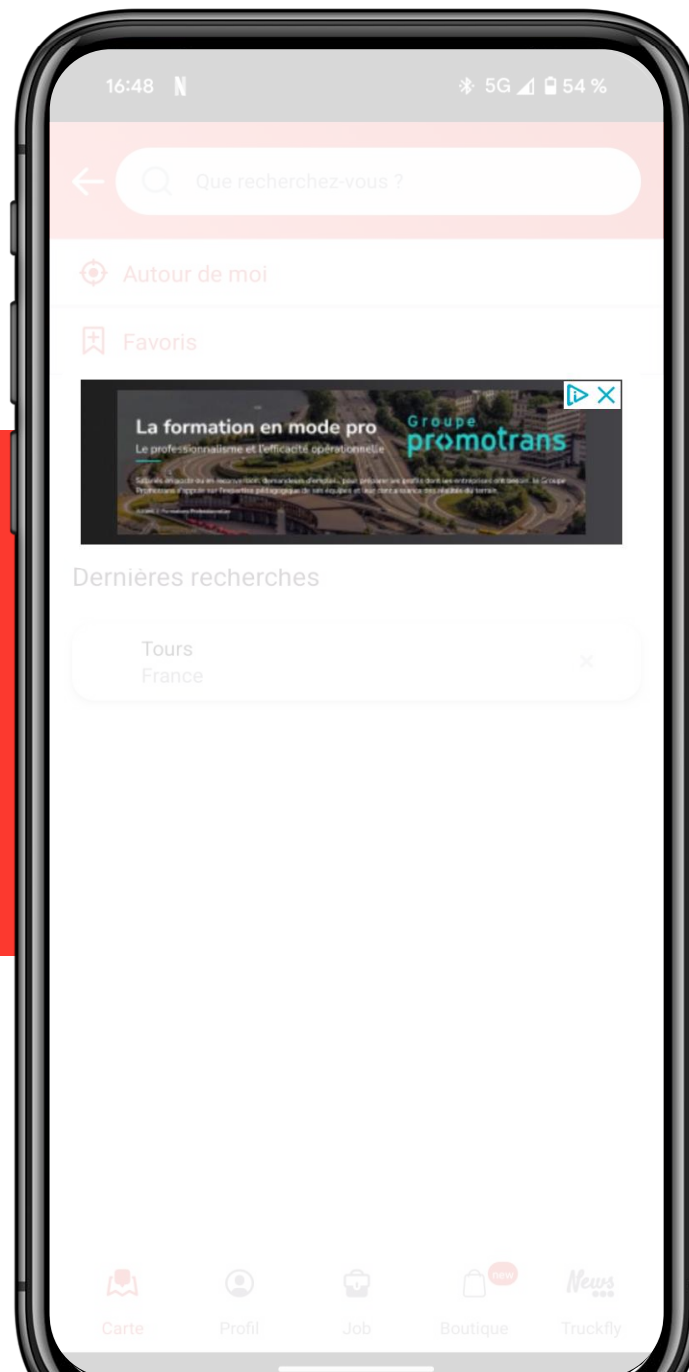 16:48 N 5G 54 %
Que recherchez-vous ?
Autour de moi
Favoris
La formation en mode pro
Le professionnalisme et l'efficacité opérationnelle
Groupe
promotrans
Dernières recherches
Tours
France
new
News
Carte Profil Job Boutique Truckfly